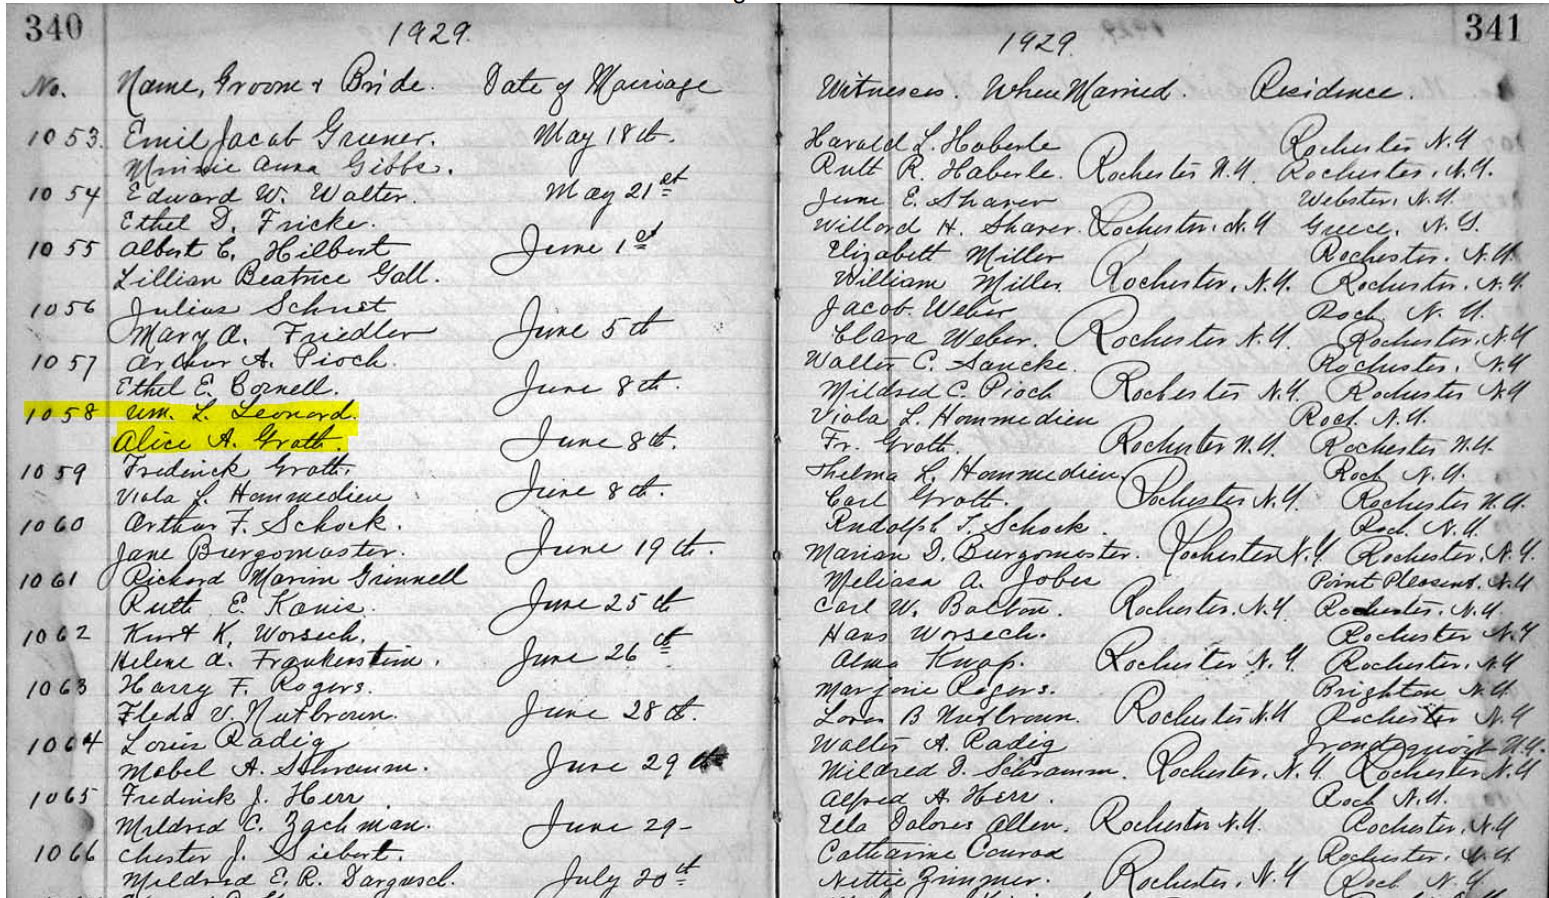 340
1929.
No. Name, Groom & Bride. Date of Marriage
1053. Emil Jacob Gruner. May 18th.
Minnie Anna Gibbs.
1054 Edward W. Walter. May 21st
Ethel D. Fricke.
1055 Albert C. Hilbert June 1st
Lillian Beatrice Gall.
1056 Julius Schust
Mary A. Friedler June 5th
1057 Arthur A. Pioch.
Ethel E. Cornell. June 8th.
1058 Wm. L. Leonard.
Alice A. Groth. June 8th.
1059 Frederick Groth.
Viola L. Hommedieu June 8th.
1060 Arthur F. Schock.
Jane Burgomaster. June 19th.
1061 Richard Marim Grinnell
Ruth E. Kanis. June 25th
1062 Kurt K. Worsech.
Helene A. Frankenstein. June 26th
1063 Harry F. Rogers.
Fleda V. Nutbrown. June 28th.
1064 Louis Radig
Mabel A. Schramm. June 29th
1065 Frederick J. Herr.
Mildred C. Zachman. June 29-
1066 Chester J. Siebert.
Mildred E. R. Dargusch. July 20th
341
1929.
Witnesses. When Married. Residence.
Harald L. Haberle Rochester N.Y
Ruth R. Haberle. Rochester N.Y. Rochester, N.Y.
June E. Sharer Webster, N.Y.
Willard H. Sharer. Rochester, N.Y Greece, N.Y.
Elizabeth Miller Rochester. N.Y.
William Miller. Rochester, N.Y. Rochester. N.Y
Jacob Weber Roch N.Y.
Clara Weber. Rochester N.Y. Rochester, N.Y
Walter C. Sancke. Rochester, N.Y
Mildred C. Pioch Rochester N.Y. Rochester N.Y
Viola L. Hommedieu Roch. N.Y.
Fr. Groth. Rochester N.Y. Rochester N.Y.
Thelma L. Hommedieu, Roch N.Y.
Carl Groth. Rochester N.Y. Rochester N.Y.
Rudolph T. Schock. Roch. N.Y.
Marian D. Burgomaster. Rochester N.Y Rochester, N.Y.
Melissa A. Jobes Point Pleasent. N.Y
Carl W. Bolton. Rochester, N.Y. Rochester. N.Y.
Hans Worsech. Rochester N.Y
Alma Knop. Rochester N.Y. Rochester, N.Y
Marjorie Rogers. Brighton N.Y.
B Nutbrown. Rochester N.Y Rochester N.Y
Walter A. Radig Irondequoit N.Y.
Mildred I. Schramm. Rochester, N.Y. Rochester N.Y
Alfred H. Herr. Roch N.Y.
Ella Dolores Allen. Rochester N.Y. Rochester, N.Y
Catharine Conrad Rochester, N.Y
Nettie Zimmer. Rochester, N.Y Roch N.Y